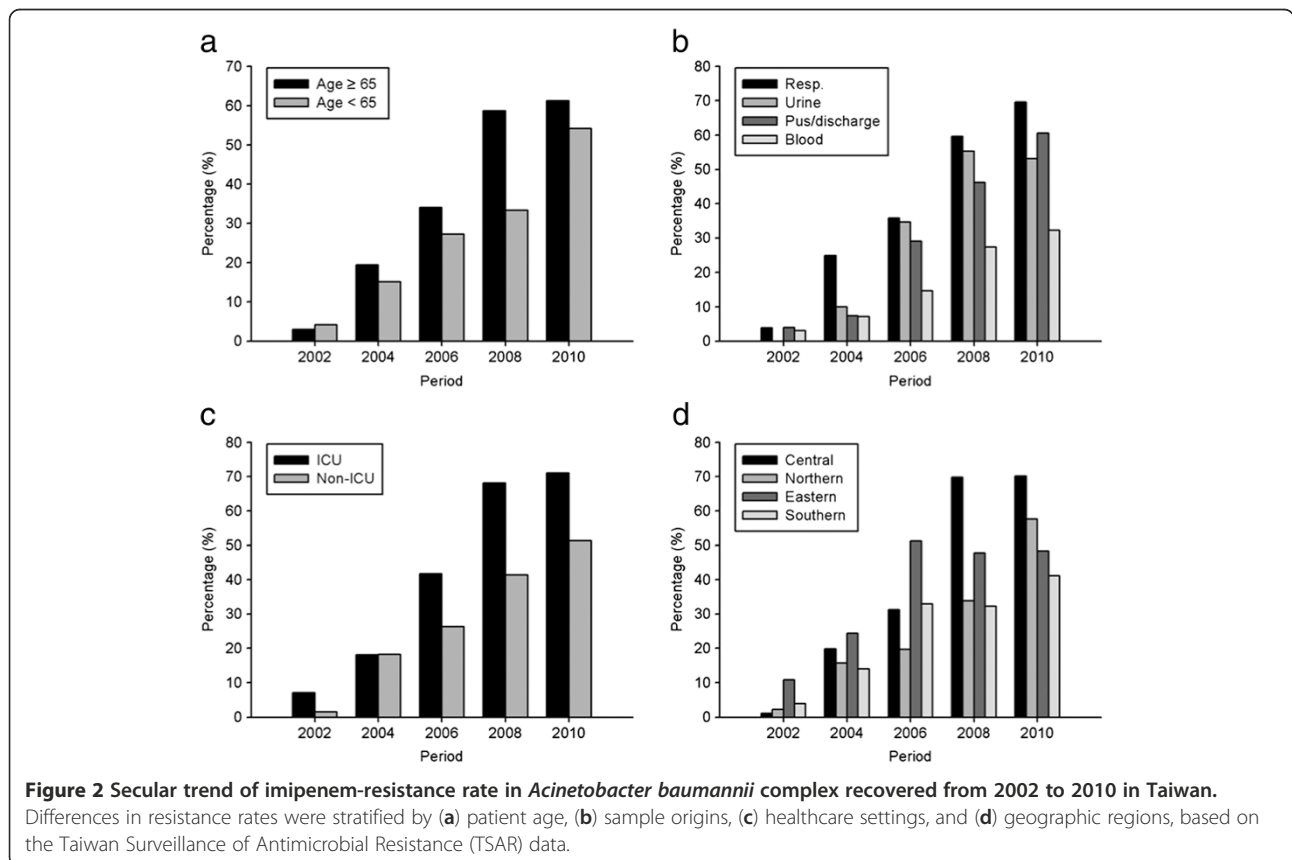 a
70
60
50
40
30
20
10
0
Percentage (%)
Age ≥ 65
Age < 65
2002 2004 2006 2008 2010
Period
b
80
70
60
50
40
30
20
10
0
Percentage (%)
Resp.
Urine
Pus/discharge
Blood
2002 2004 2006 2008 2010
Period
c
80
70
60
50
40
30
20
10
0
Percentage (%)
ICU
Non-ICU
2002 2004 2006 2008 2010
Period
d
80
70
60
50
40
30
20
10
0
Percentage (%)
Central
Northern
Eastern
Southern
2002 2004 2006 2008 2010
Period
Figure 2 Secular trend of imipenem-resistance rate in Acinetobacter baumannii complex recovered from 2002 to 2010 in Taiwan.
Differences in resistance rates were stratified by (a) patient age, (b) sample origins, (c) healthcare settings, and (d) geographic regions, based on
the Taiwan Surveillance of Antimicrobial Resistance (TSAR) data.